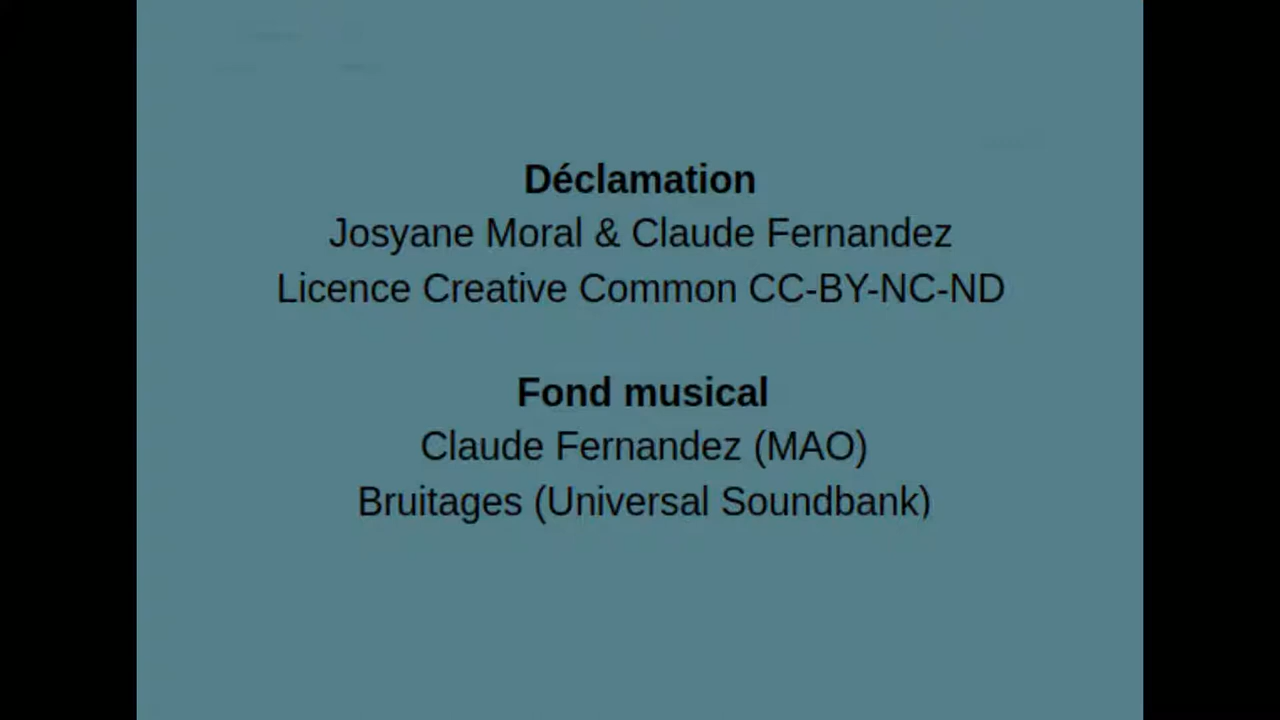 Déclamation
Josyane Moral & Claude Fernandez
Licence Creative Common CC-BY-NC-ND
Fond musical
Claude Fernandez (MAO)
Bruitages (Universal Soundbank)